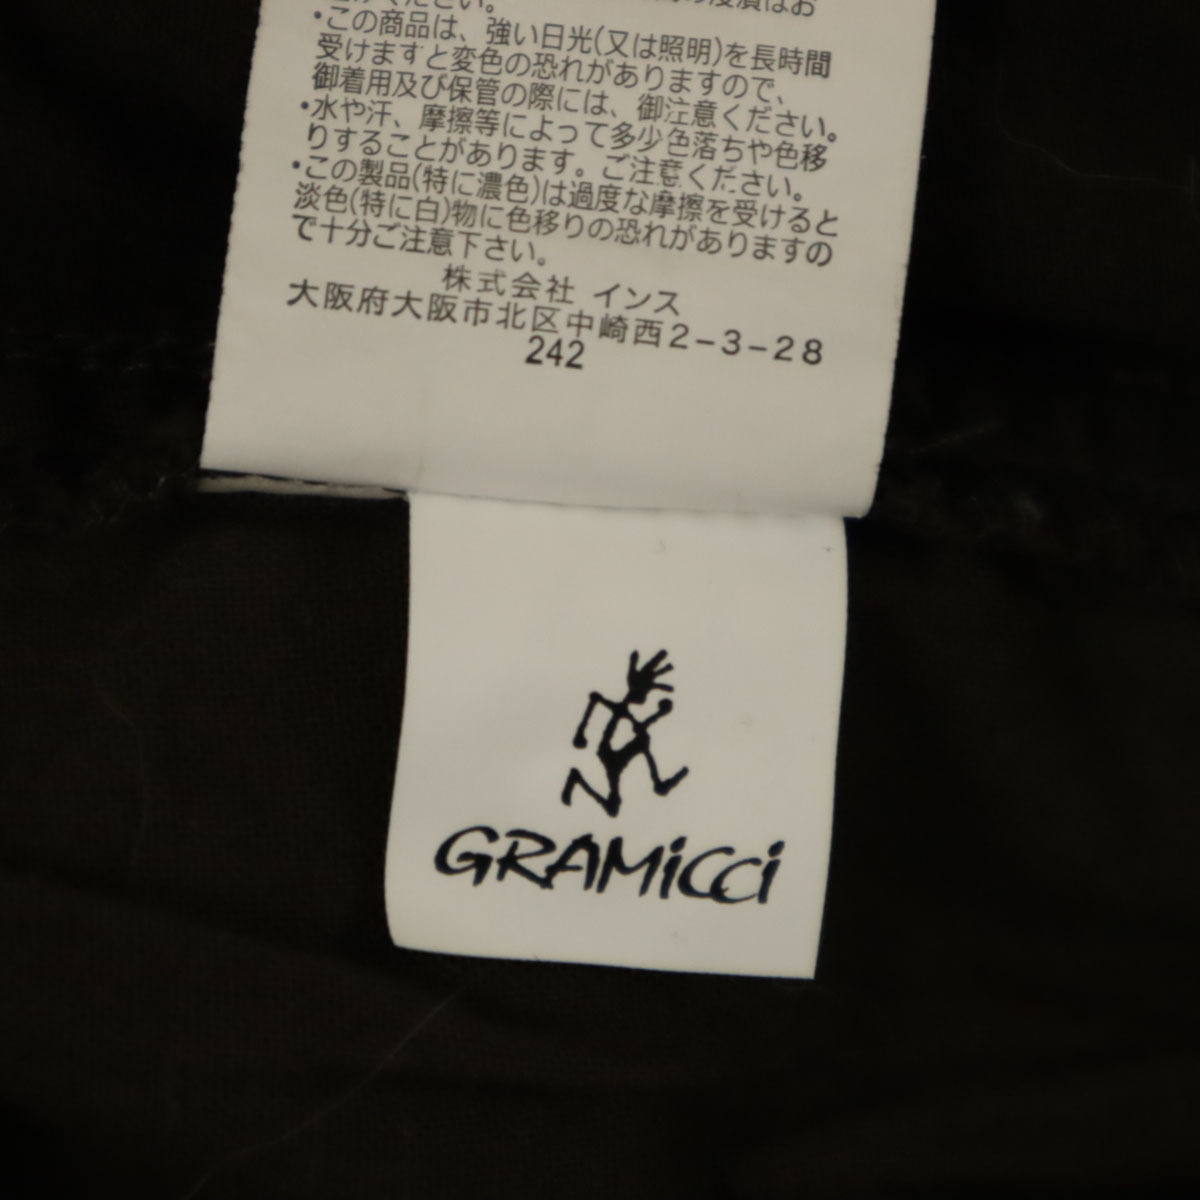 浸漬はお
ください。
・この商品は、強い日光(又は照明)を長時間
受けますと変色の恐れがありますので、
御着用及び保管の際には、御注意ください。
・水や汗、摩擦等によって多少色落ちや色移
りすることがあります。ご注意ください。
・この製品(特に濃色)は過度な摩擦を受けると
淡色(特に白)物に色移りの恐れがありますの
で十分ご注意下さい。
株式会社 インス
大阪府大阪市北区中崎西2-3-28
242
GRAMiCCi